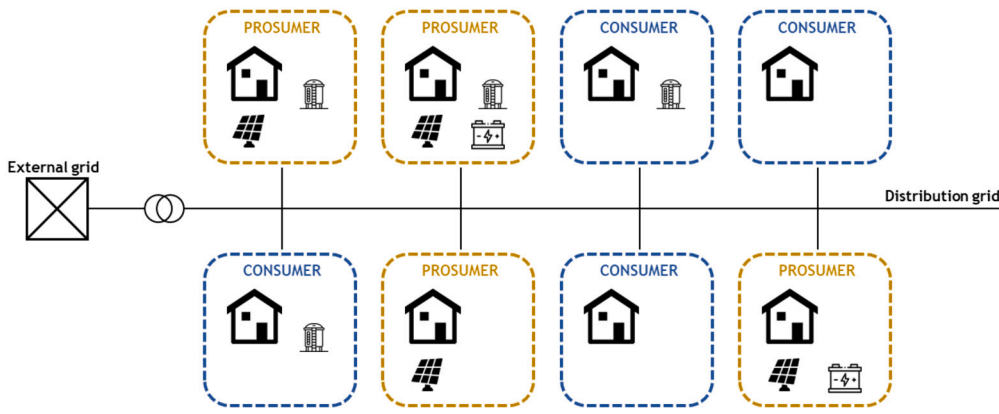 PROSUMER
PROSUMER
CONSUMER
CONSUMER
External grid
Distribution grid
CONSUMER
PROSUMER
CONSUMER
PROSUMER